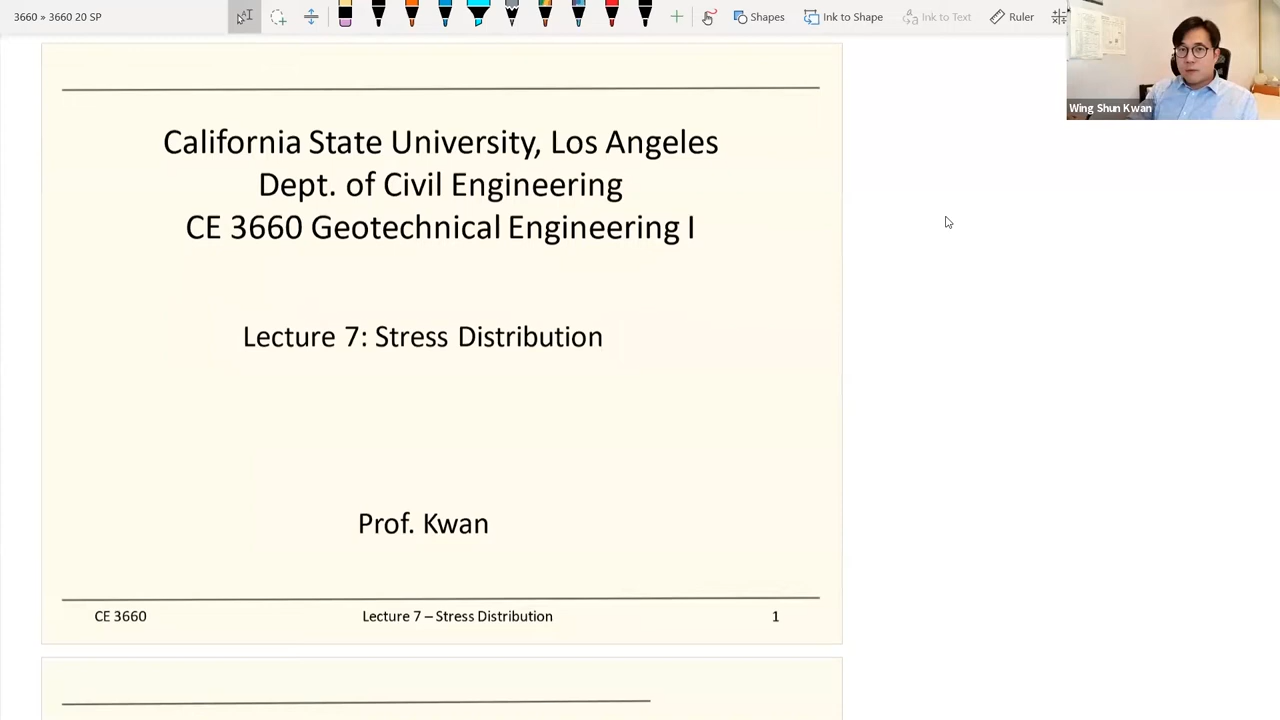 3660 » 3660 20 SP
Shapes
Ink to Shape
Ink to Text
Ruler
Wing Shun Kwan
California State University, Los Angeles
Dept. of Civil Engineering
CE 3660 Geotechnical Engineering I
Lecture 7: Stress Distribution
Prof. Kwan
CE 3660
Lecture 7 – Stress Distribution
1